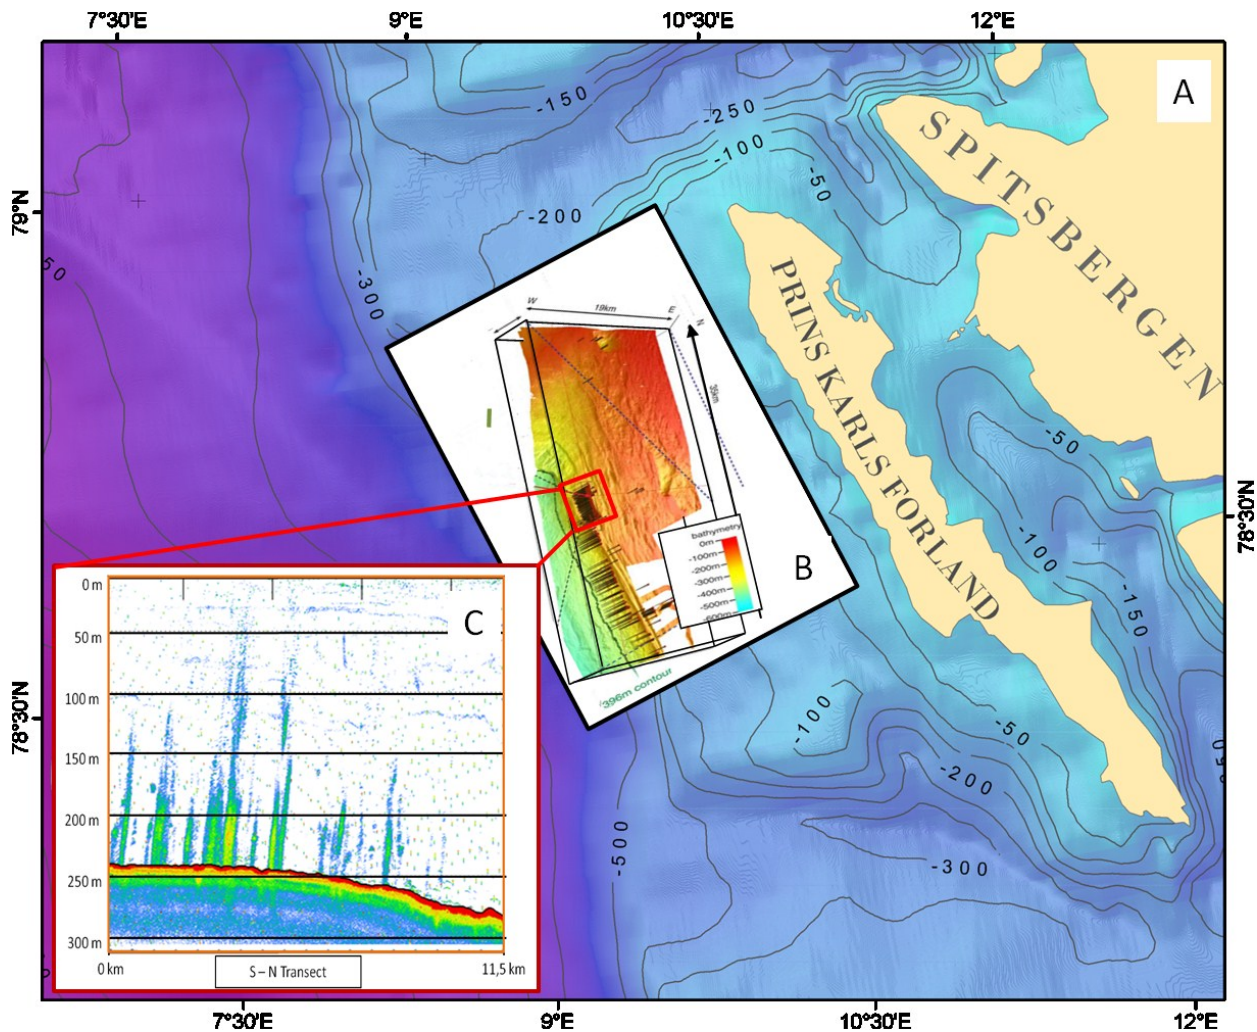 7°30'E
9°E
10°30'E
12°E
A
-150
-250
-100
-50
SPITSBERGEN
79°N
-200
50
-300
PRINS KARLS FORLAND
W
19km
E
N
35km
-50
78°30'N
-100
-150
bathymetry
0m
-100m
-200m
-300m
-400m
-500m
-600m
B
396m contour
0 m
C
50 m
100 m
150 m
200 m
250 m
300 m
0 km
S – N Transect
11,5 km
78°30'N
-100
-50
-200
-300
-500
7°30'E
9°E
10°30'E
12°E